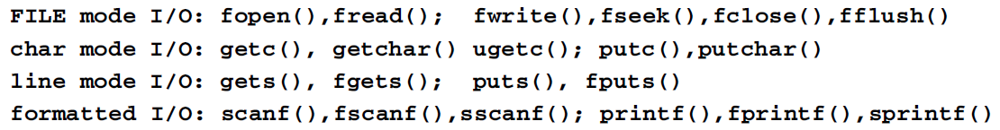 FILE mode I/O: fopen(),fread();  fwrite(),fseek(),fclose(),fflush()
char mode I/O: getc(), getchar() ugetc(); putc(),putchar()
line mode I/O: gets(), fgets();  puts(), fputs()
formatted I/O: scanf(),fscanf(),sscanf(); printf(),fprintf(),sprintf()